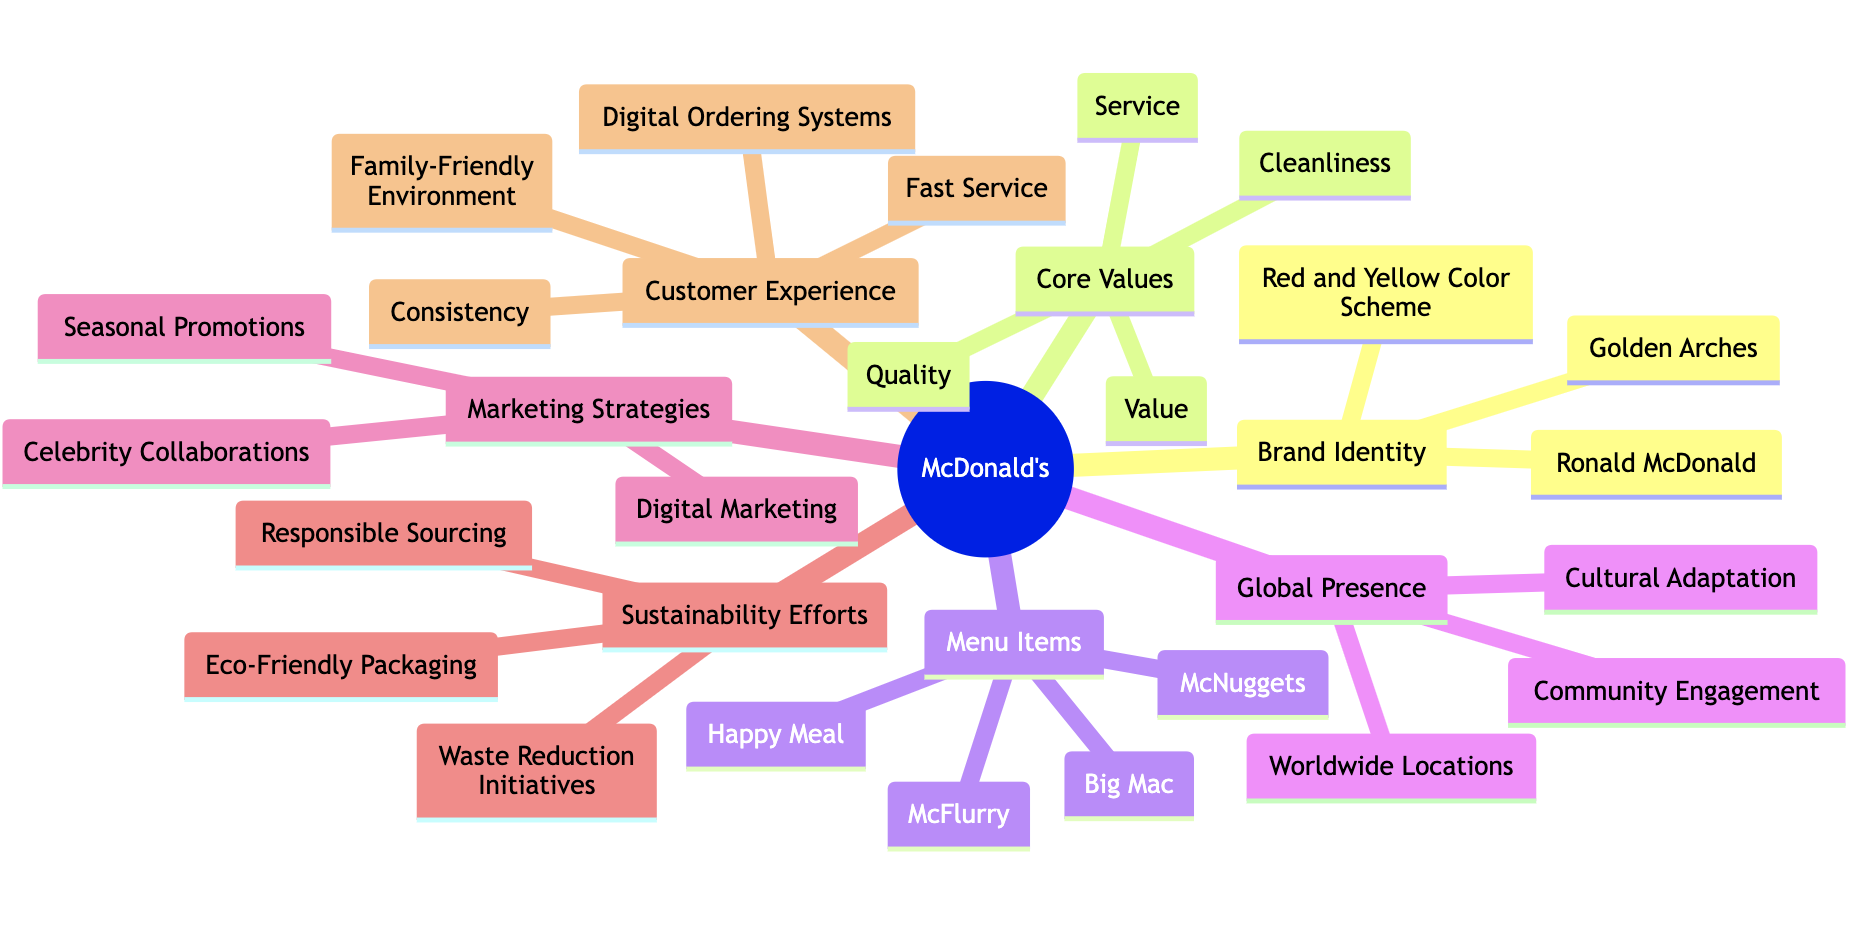 Service
Digital Ordering Systems
Cleanliness
Family-Friendly
Environment
Fast Service
Core Values
Red and Yellow Color
Scheme
Customer Experience
Consistency
Seasonal Promotions
Golden Arches
Quality
Value
Marketing Strategies
Celebrity Collaborations
McDonald's
Brand Identity
Ronald McDonald
Digital Marketing
Responsible Sourcing
Cultural Adaptation
Global Presence
Sustainability Efforts
Menu Items
Eco-Friendly Packaging
McNuggets
Community Engagement
Happy Meal
Waste Reduction
Initiatives
Worldwide Locations
Big Mac
McFlurry